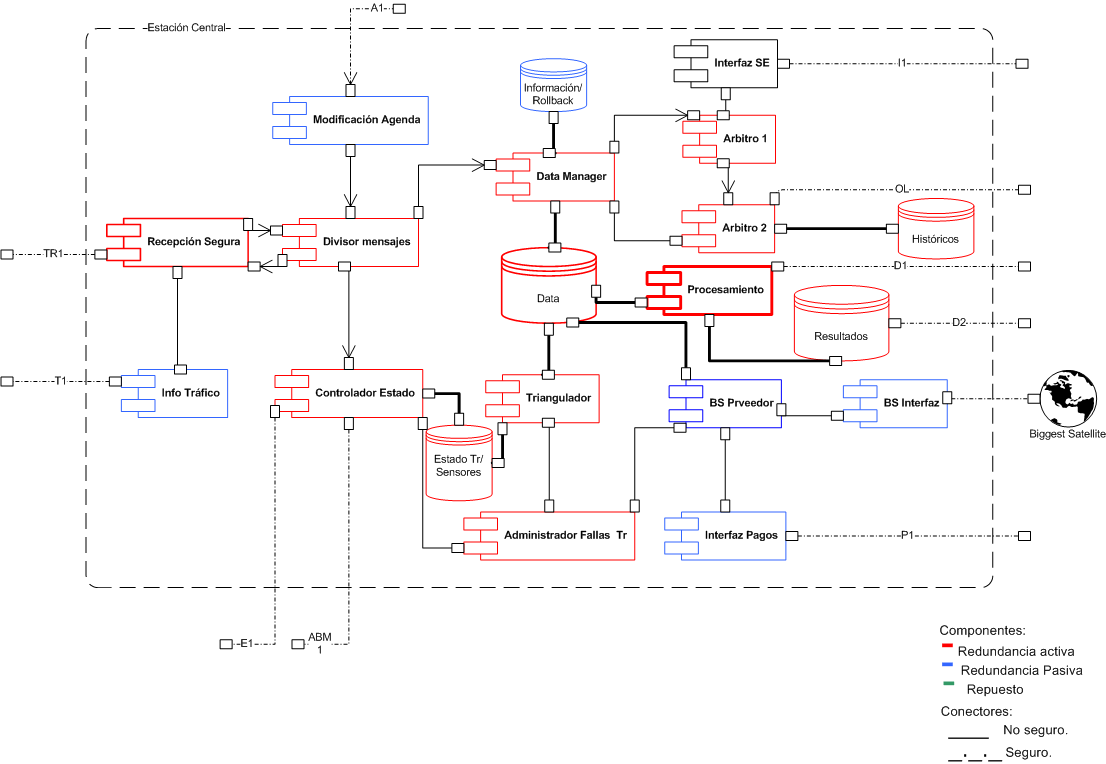 A1
Estación Central
Interfaz SE
I1
Información/
Rollback
Modificación Agenda
Arbitro 1
Data Manager
OL
Recepción Segura
Divisor mensajes
Arbitro 2
Históricos
TR1
D1
Procesamiento
Data
D2
Resultados
T1
Info Tráfico
Controlador Estado
Triangulador
BS Prveedor
BS Interfaz
Biggest Satellite
Estado Tr/
Sensores
Administrador Fallas Tr
Interfaz Pagos
P1
E1
ABM
1
Componentes:
Redundancia activa
Redundancia Pasiva
Repuesto
Conectores:
No seguro.
Seguro.